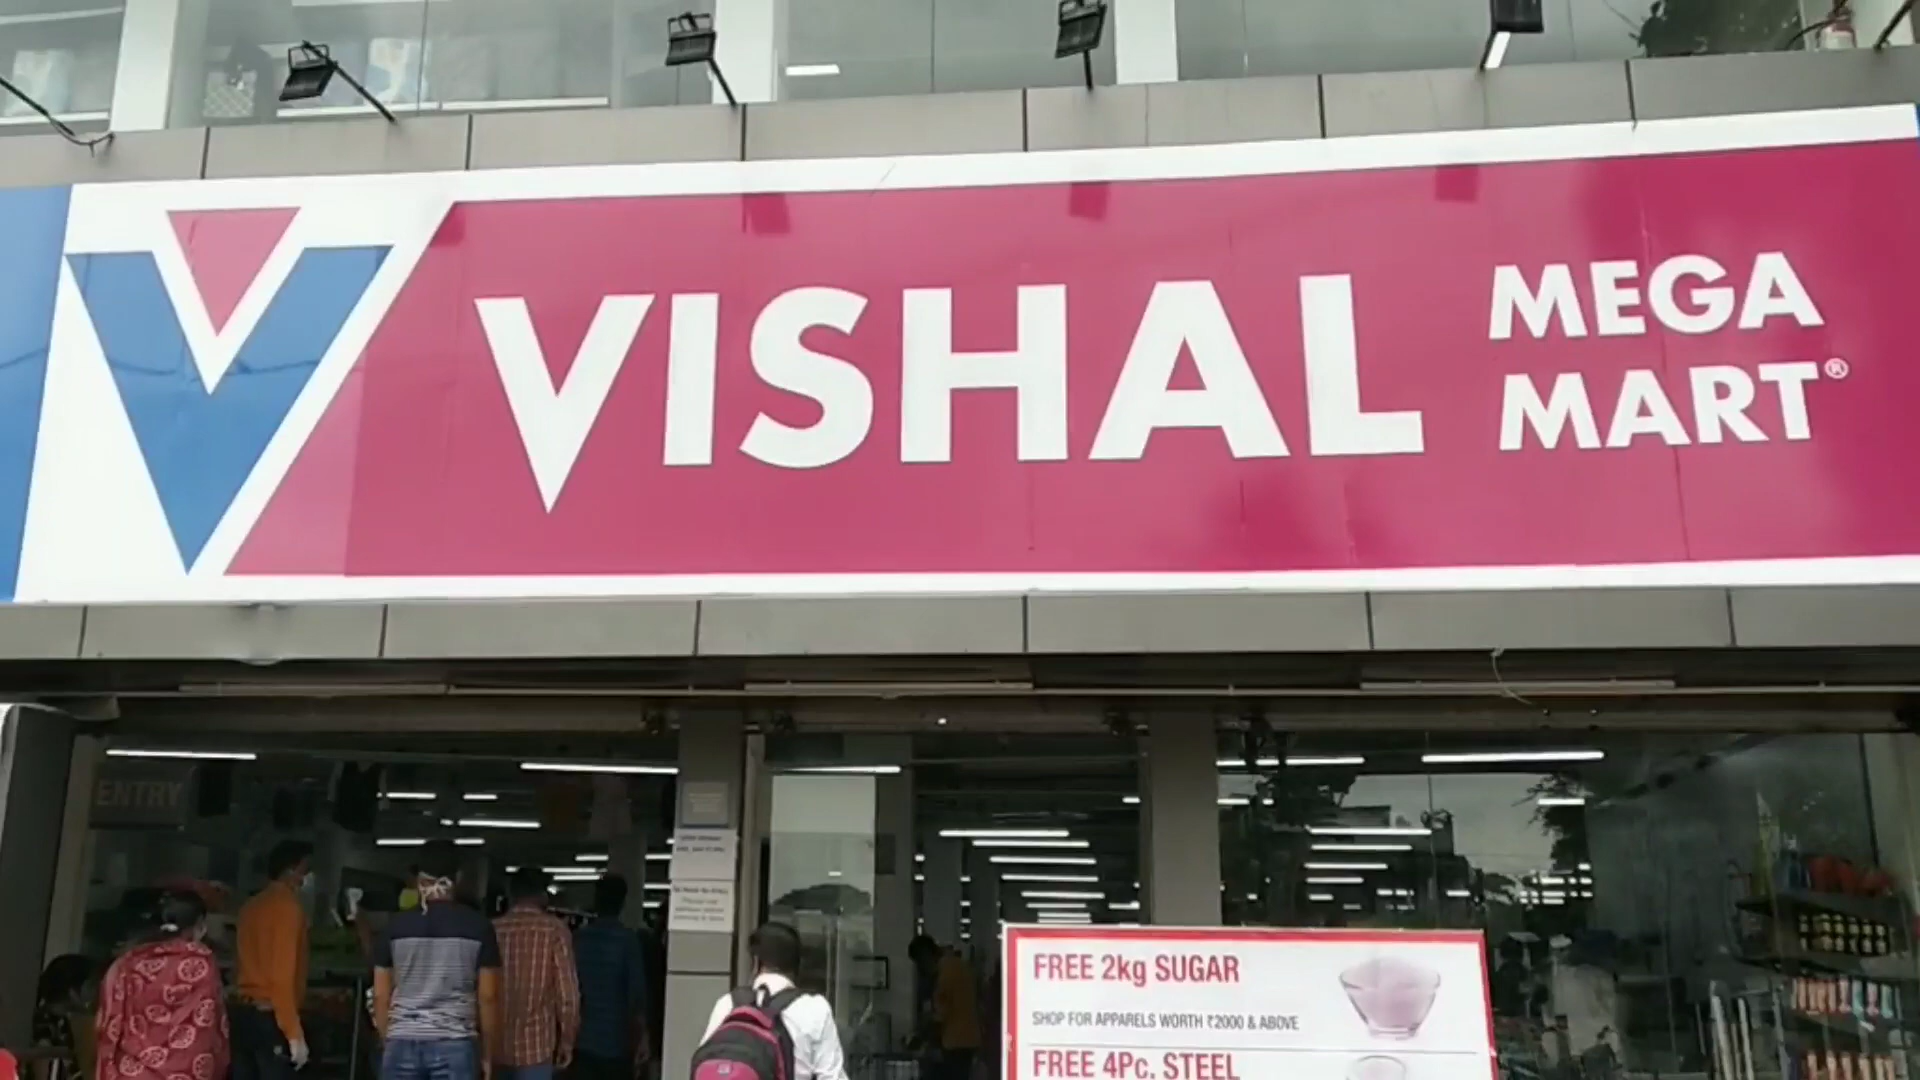 VISHAL
MEGA
MART®
ENTRY
FREE 2kg SUGAR
SHOP FOR APPARELS WORTH ₹2000 & ABOVE
FREE 4Pc. STEEL